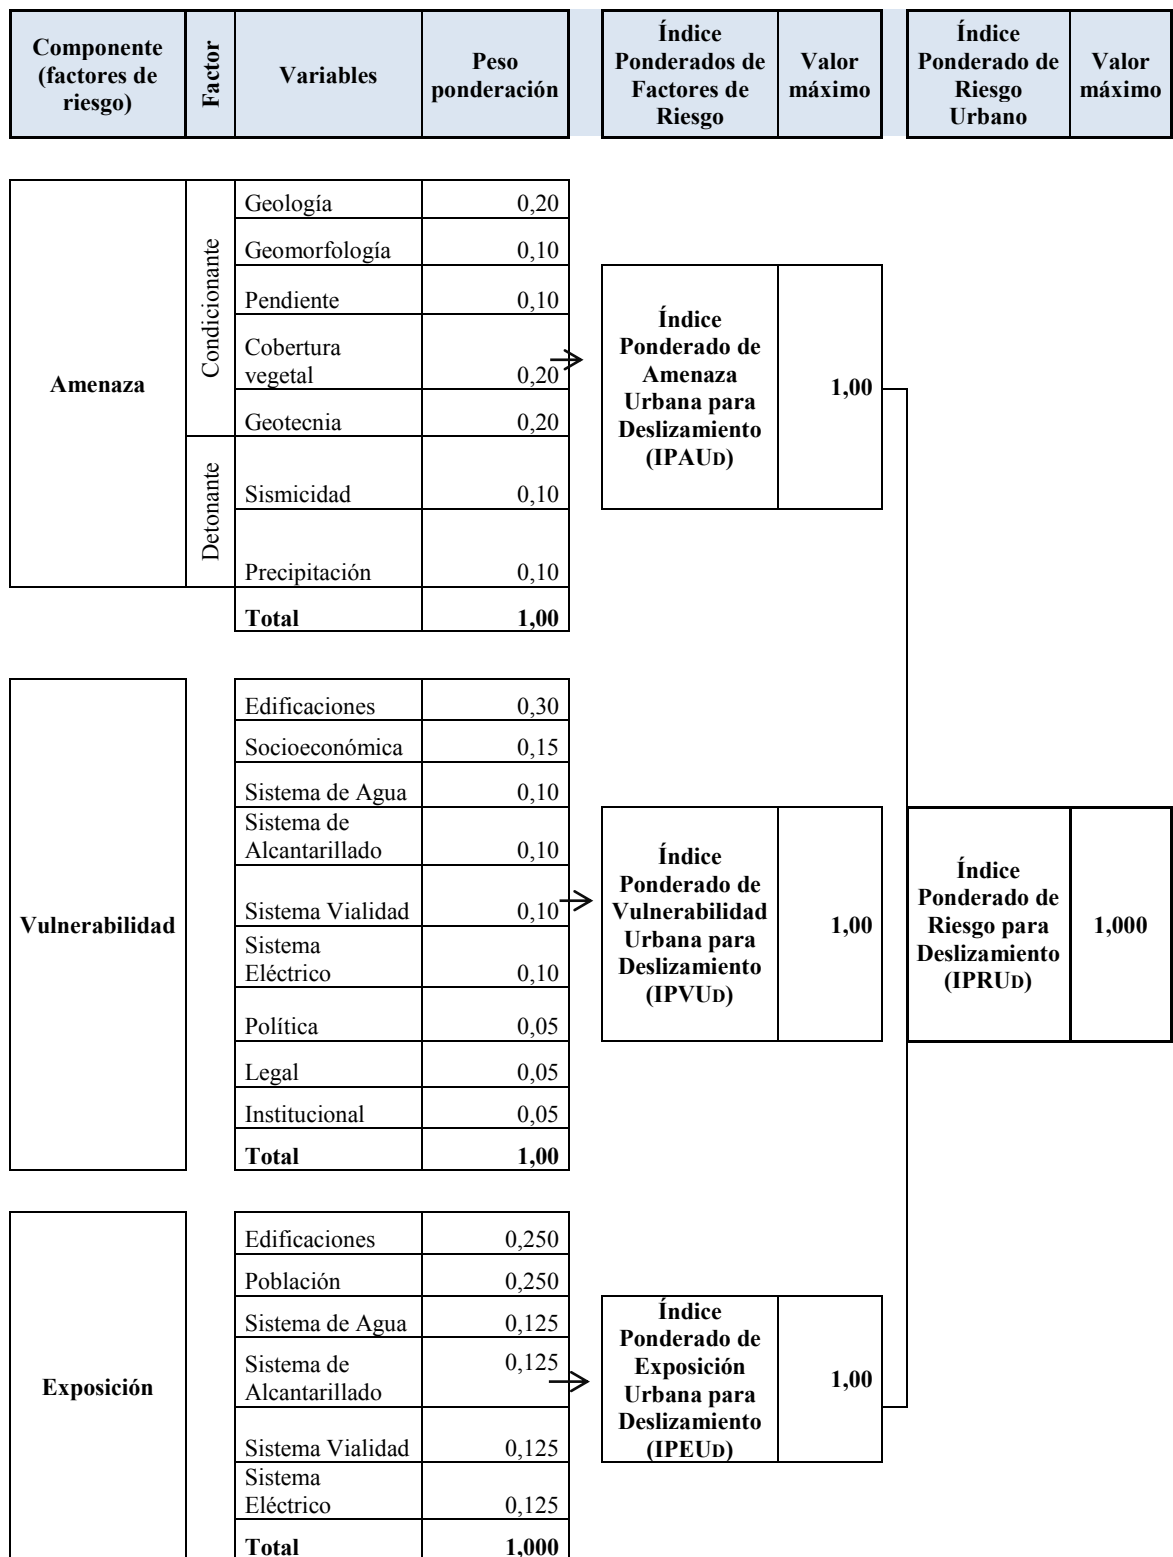 Componente
(factores de
riesgo)
Factor
Variables
Peso
ponderación
Índice
Ponderados de
Factores de
Riesgo
Valor
máximo
Índice
Ponderado de
Riesgo
Urbano
Valor
máximo
Amenaza
Condicionante
Geología 0,20
Geomorfología 0,10
Pendiente 0,10
Cobertura
vegetal 0,20
Geotecnia 0,20
Detonante
Sismicidad 0,10
Precipitación 0,10
Total 1,00
Índice
Ponderado de
Amenaza
Urbana para
Deslizamiento
(IPAUD)
1,00
Vulnerabilidad
Edificaciones 0,30
Socioeconómica 0,15
Sistema de Agua 0,10
Sistema de
Alcantarillado 0,10
Sistema Vialidad 0,10
Sistema
Eléctrico 0,10
Política 0,05
Legal 0,05
Institucional 0,05
Total 1,00
Índice
Ponderado de
Vulnerabilidad
Urbana para
Deslizamiento
(IPVUD)
1,00
Índice
Ponderado de
Riesgo para
Deslizamiento
(IPRUD)
1,000
Exposición
Edificaciones 0,250
Población 0,250
Sistema de Agua 0,125
Sistema de 0,125
Alcantarillado
Sistema Vialidad 0,125
Sistema
Eléctrico 0,125
Total 1,000
Índice
Ponderado de
Exposición
Urbana para
Deslizamiento
(IPEUD)
1,00